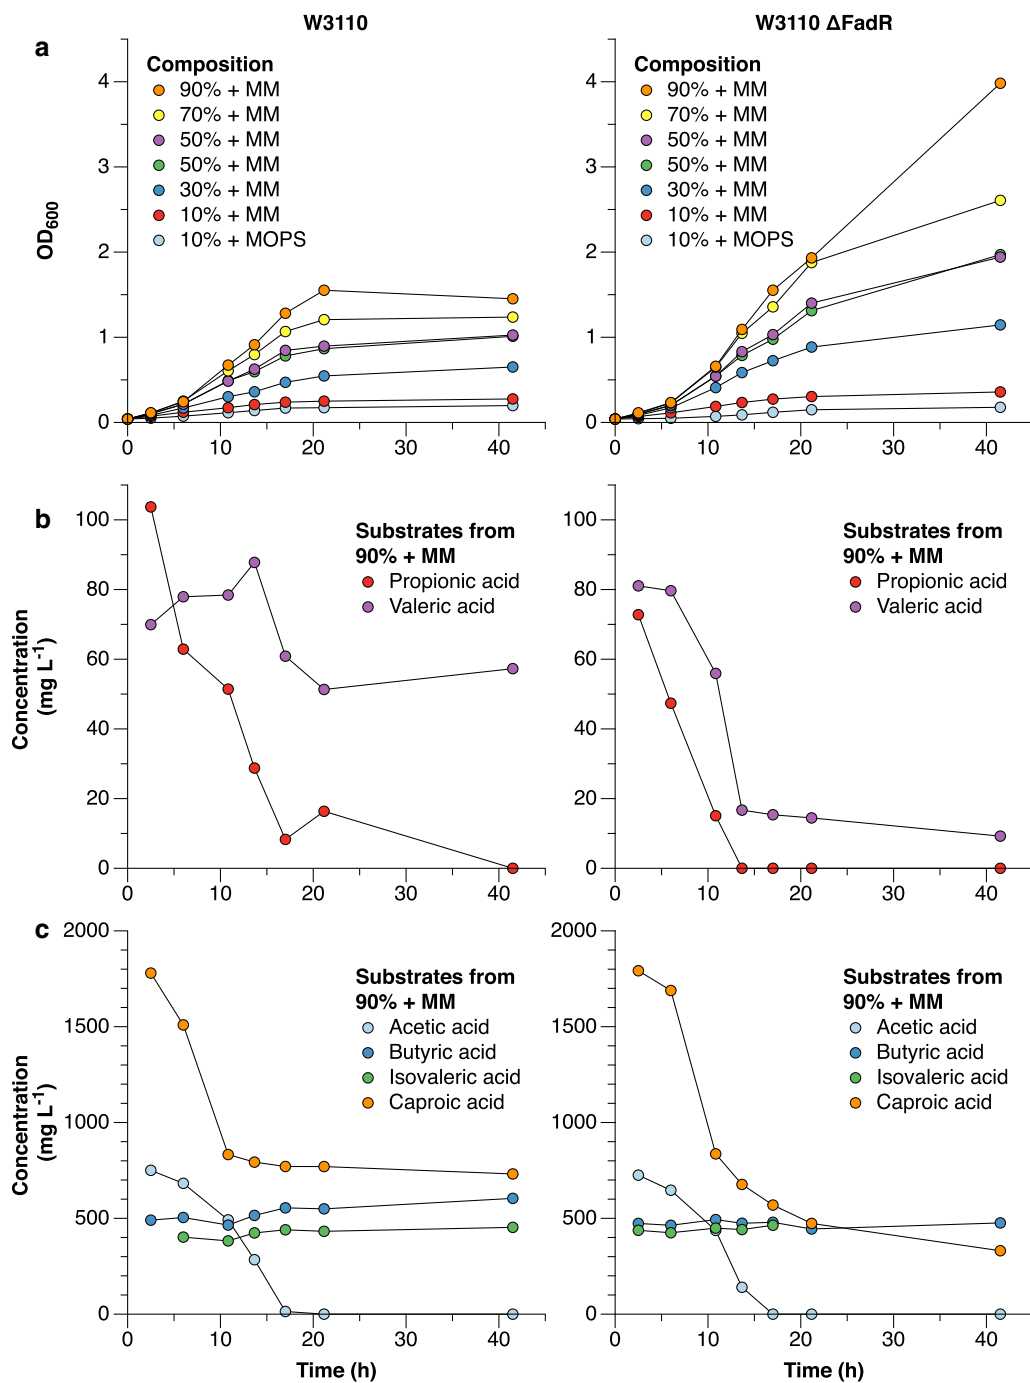 W3110
W3110 ΔFadR
a
Composition
90% + MM
70% + MM
50% + MM
50% + MM
30% + MM
10% + MM
10% + MOPS
OD600
4
3
2
1
0
0
10
20
30
40
Composition
90% + MM
70% + MM
50% + MM
50% + MM
30% + MM
10% + MM
10% + MOPS
4
3
2
1
0
0
10
20
30
40
b
Substrates from
90% + MM
Propionic acid
Valeric acid
Concentration
(mg L-1)
100
80
60
40
20
0
0
10
20
30
40
Substrates from
90% + MM
Propionic acid
Valeric acid
100
80
60
40
20
0
0
10
20
30
40
c
Substrates from
90% + MM
Acetic acid
Butyric acid
Isovaleric acid
Caproic acid
Concentration
(mg L-1)
2000
1500
1000
500
0
0
10
20
30
40
Time (h)
Substrates from
90% + MM
Acetic acid
Butyric acid
Isovaleric acid
Caproic acid
2000
1500
1000
500
0
0
10
20
30
40
Time (h)